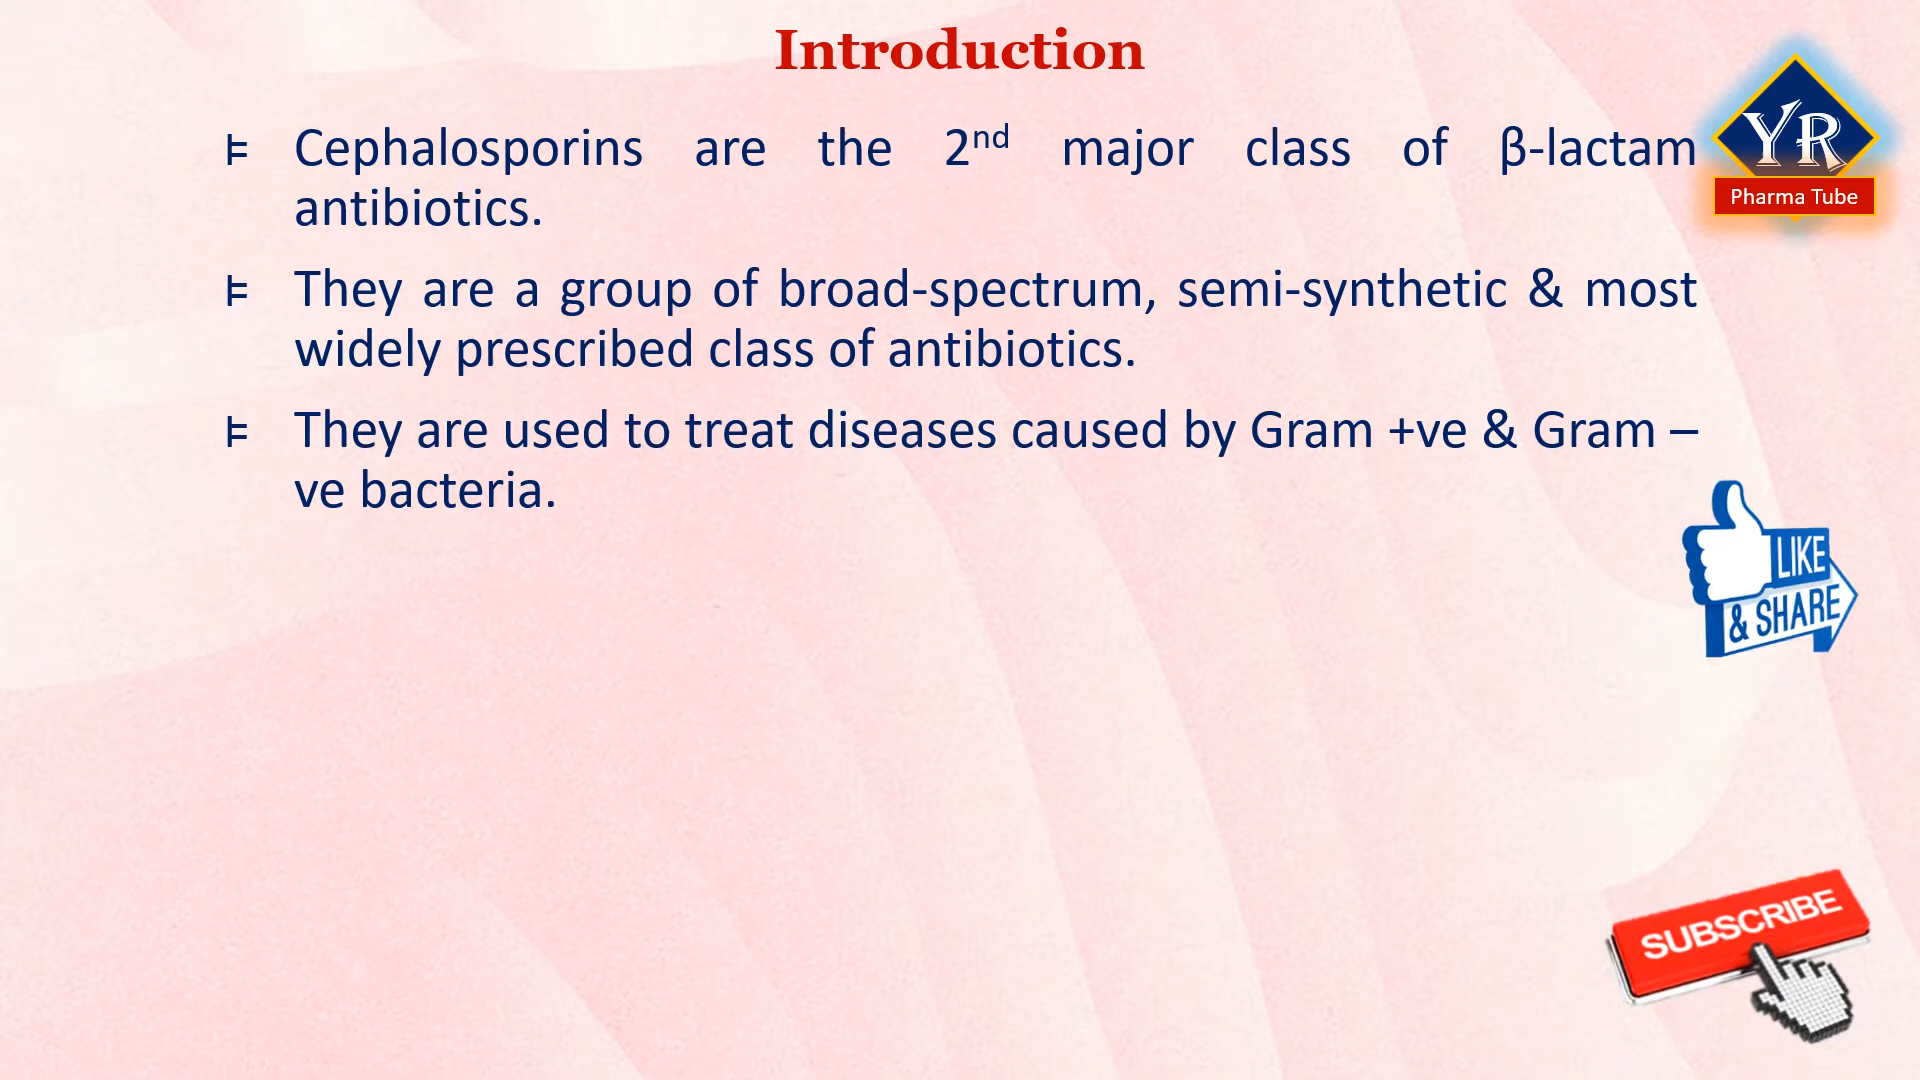 Introduction
Cephalosporins are the 2nd major class of β-lactam
antibiotics.
They are a group of broad-spectrum, semi-synthetic & most
widely prescribed class of antibiotics.
They are used to treat diseases caused by Gram +ve & Gram –
ve bacteria.
YR
Pharma Tube
LIKE
& SHARE
SUBSCRIBE